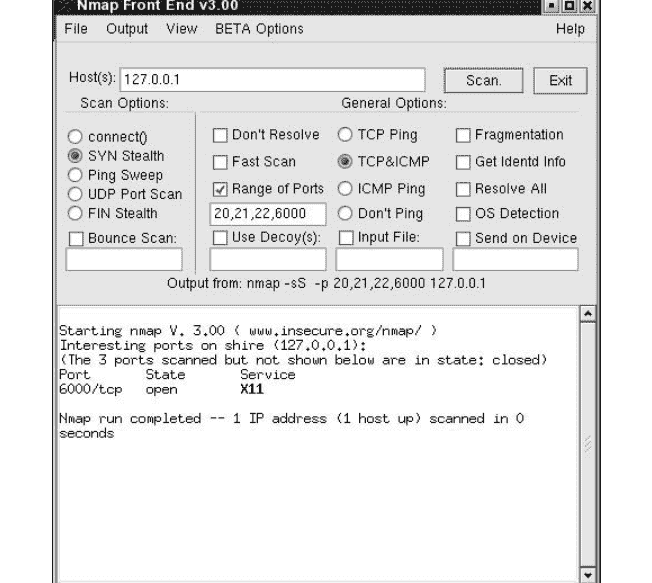 Nmap Front End v3.00
File Output View BETA Options Help
Host(s): 127.0.0.1 Scan. Exit
Scan Options: General Options:
connect() Don't Resolve TCP Ping Fragmentation
SYN Stealth Fast Scan TCP&ICMP Get Identd Info
Ping Sweep Range of Ports ICMP Ping Resolve All
UDP Port Scan
FIN Stealth 20,21,22,6000 Don't Ping OS Detection
Bounce Scan: Use Decoy(s): Input File: Send on Device
Output from: nmap -sS -p 20,21,22,6000 127.0.0.1
Starting nmap V. 3.00 ( www.insecure.org/nmap/ )
Interesting ports on shire (127.0.0.1):
(The 3 ports scanned but not shown below are in state: closed)
Port State Service
6000/tcp open X11
Nmap run completed -- 1 IP address (1 host up) scanned in 0
seconds